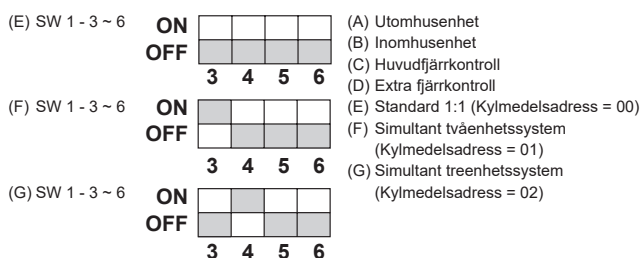 (E) SW 1 - 3 ~ 6
ON
OFF
3 4 5 6
(F) SW 1 - 3 ~ 6
ON
OFF
3 4 5 6
(G) SW 1 - 3 ~ 6
ON
OFF
3 4 5 6
(A) Utomhusenhet
(B) Inomhusenhet
(C) Huvudfjärrkontroll
(D) Extra fjärrkontroll
(E) Standard 1:1 (Kylmedelsadress = 00)
(F) Simultant tvåenhetssystem
(Kylmedelsadress = 01)
(G) Simultant treenhetssystem
(Kylmedelsadress = 02)